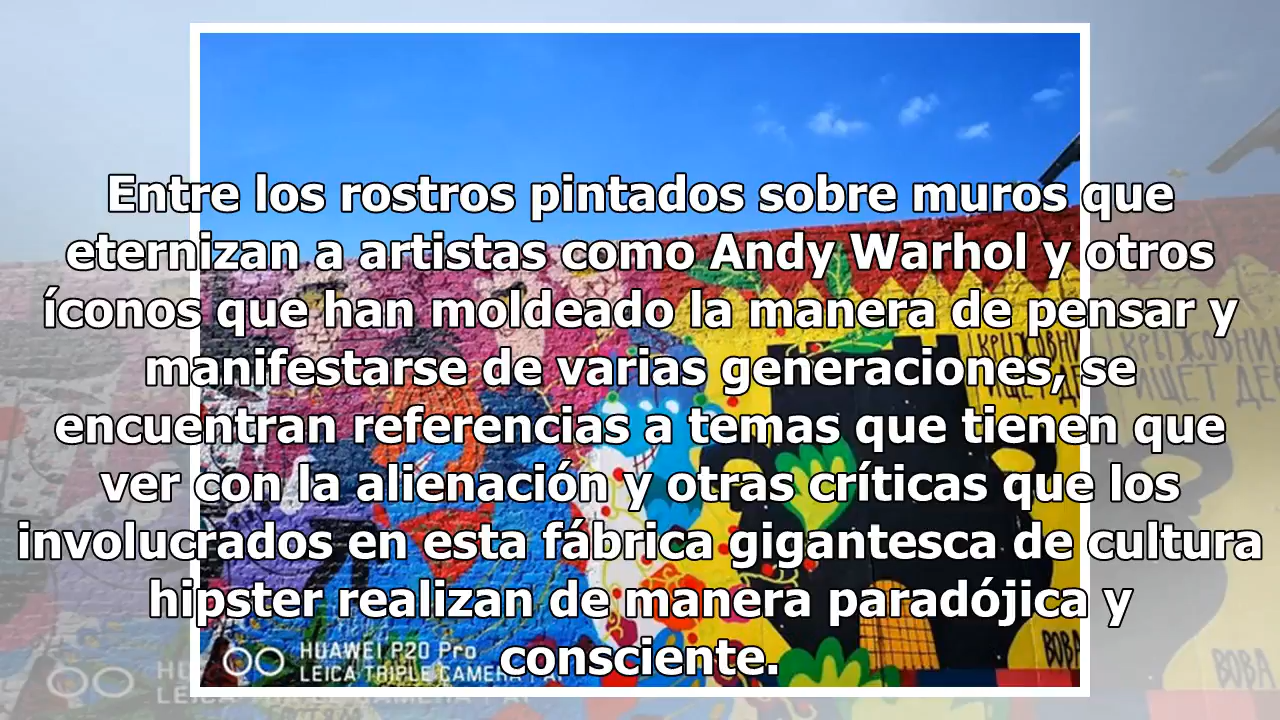 Entre los rostros pintados sobre muros que
eternizan a artistas como Andy Warhol y otros
íconos que han moldeado la manera de pensar y
manifestarse de varias generaciones, se
encuentran referencias a temas que tienen que
ver con la alienación y otras críticas que los
involucrados en esta fábrica gigantesca de cultura
hipster realizan de manera paradójica y
consciente.
HUAWEI P20 Pro
LEICA TRIPLE CAMERA
ВОВА